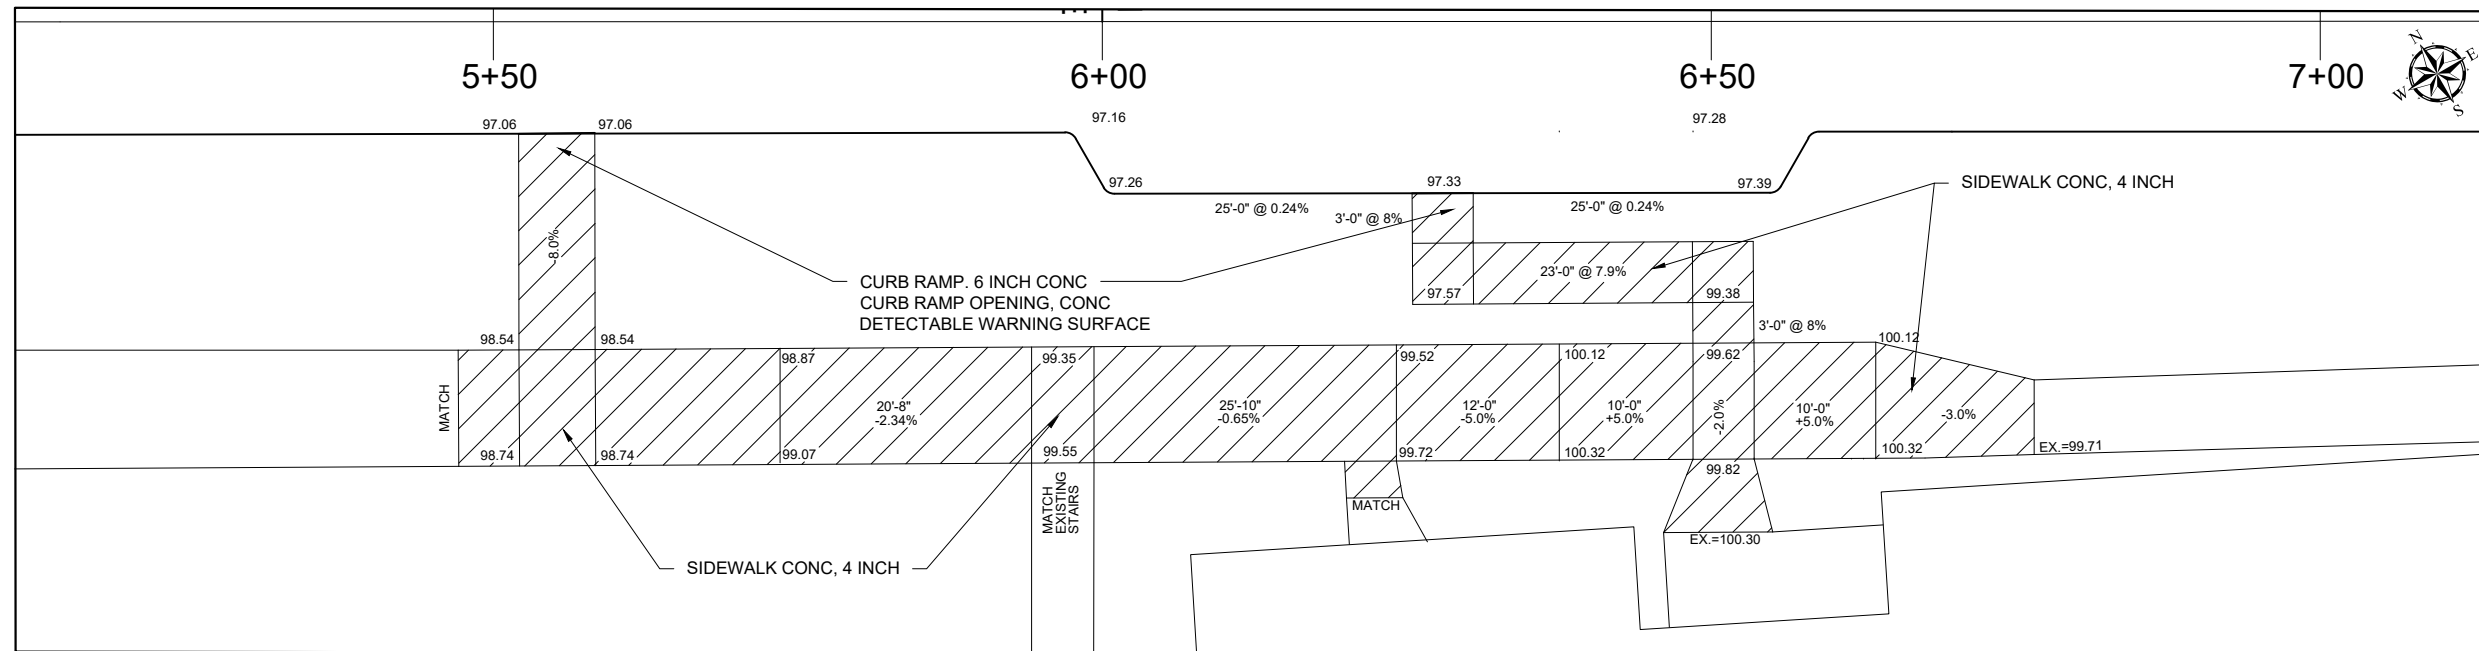 5+50
6+00
6+50
7+00
N
E
S
W
97.06
97.06
97.16
97.28
97.26
97.33
97.39
25'-0" @ 0.24%
3'-0" @ 8%
25'-0" @ 0.24%
SIDEWALK CONC, 4 INCH
-8.0%
CURB RAMP. 6 INCH CONC
CURB RAMP OPENING, CONC
DETECTABLE WARNING SURFACE
23'-0" @ 7.9%
97.57
99.38
3'-0" @ 8%
98.54
98.54
98.87
99.35
99.52
100.12
99.62
100.12
MATCH
20'-8"
-2.34%
25'-10"
-0.65%
12'-0"
-5.0%
10'-0"
+5.0%
-2.0%
10'-0"
+5.0%
-3.0%
98.74
98.74
99.07
99.55
99.72
100.32
99.82
100.32
EX.=99.71
MATCH
EXISTING
STAIRS
MATCH
EX.=100.30
SIDEWALK CONC, 4 INCH